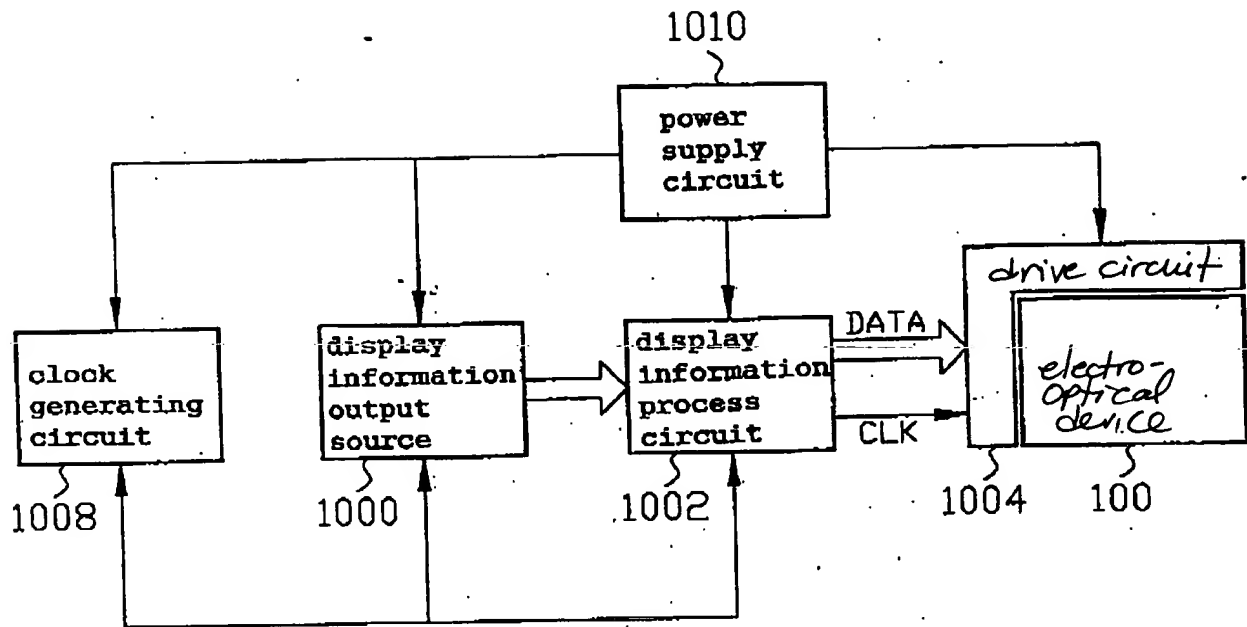 1010
power
supply
circuit
drive circuit
DATA
clock
generating
circuit
display
information
output
source
display
information
process
circuit
CLK
electro-
optical
device
1008
1000
1002
1004
100